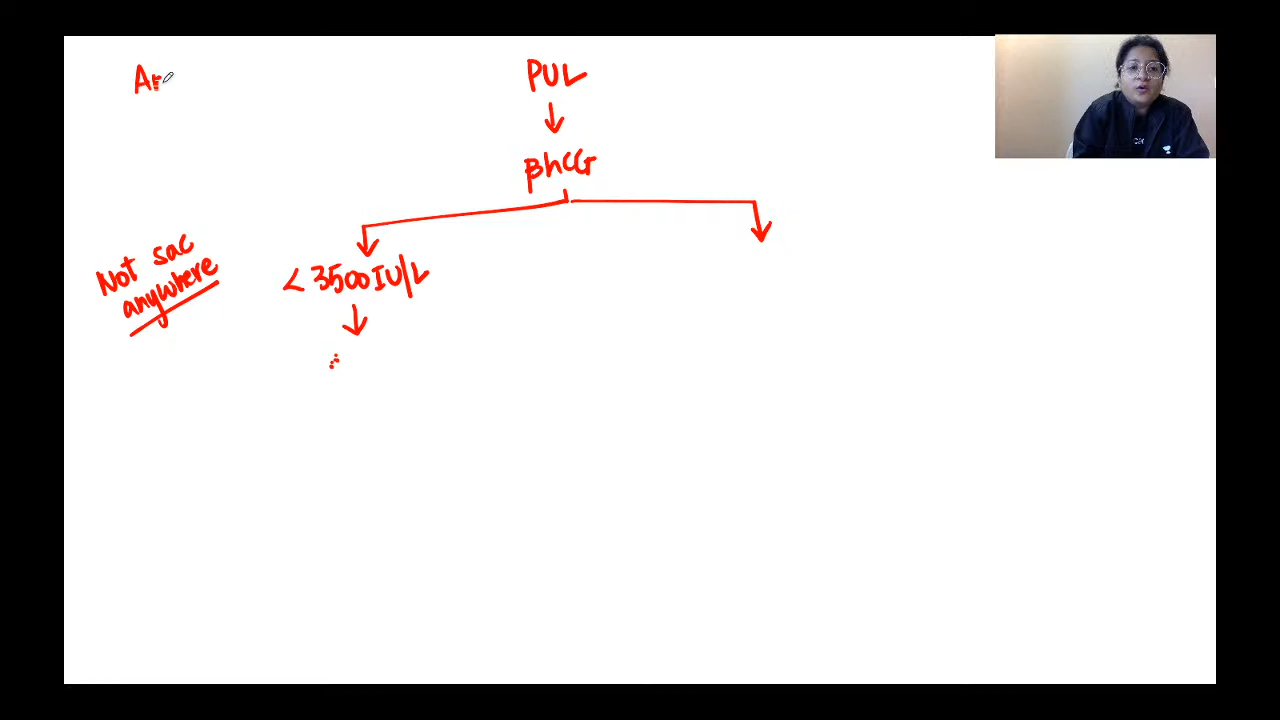 PUL
βhCG
Not sac
anywhere
< 3500 IU/L